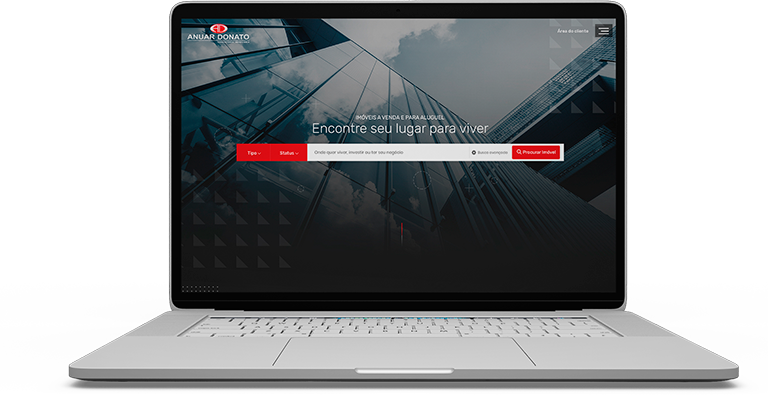 ANUAR DONATO
Área do cliente
IMÓVEIS A VENDA E PARA ALUGUEL
Encontre seu lugar para viver
Tipo
Status
Onde quer viver, investir ou ter seu negócio
Busca avançada
Procurar Imóvel